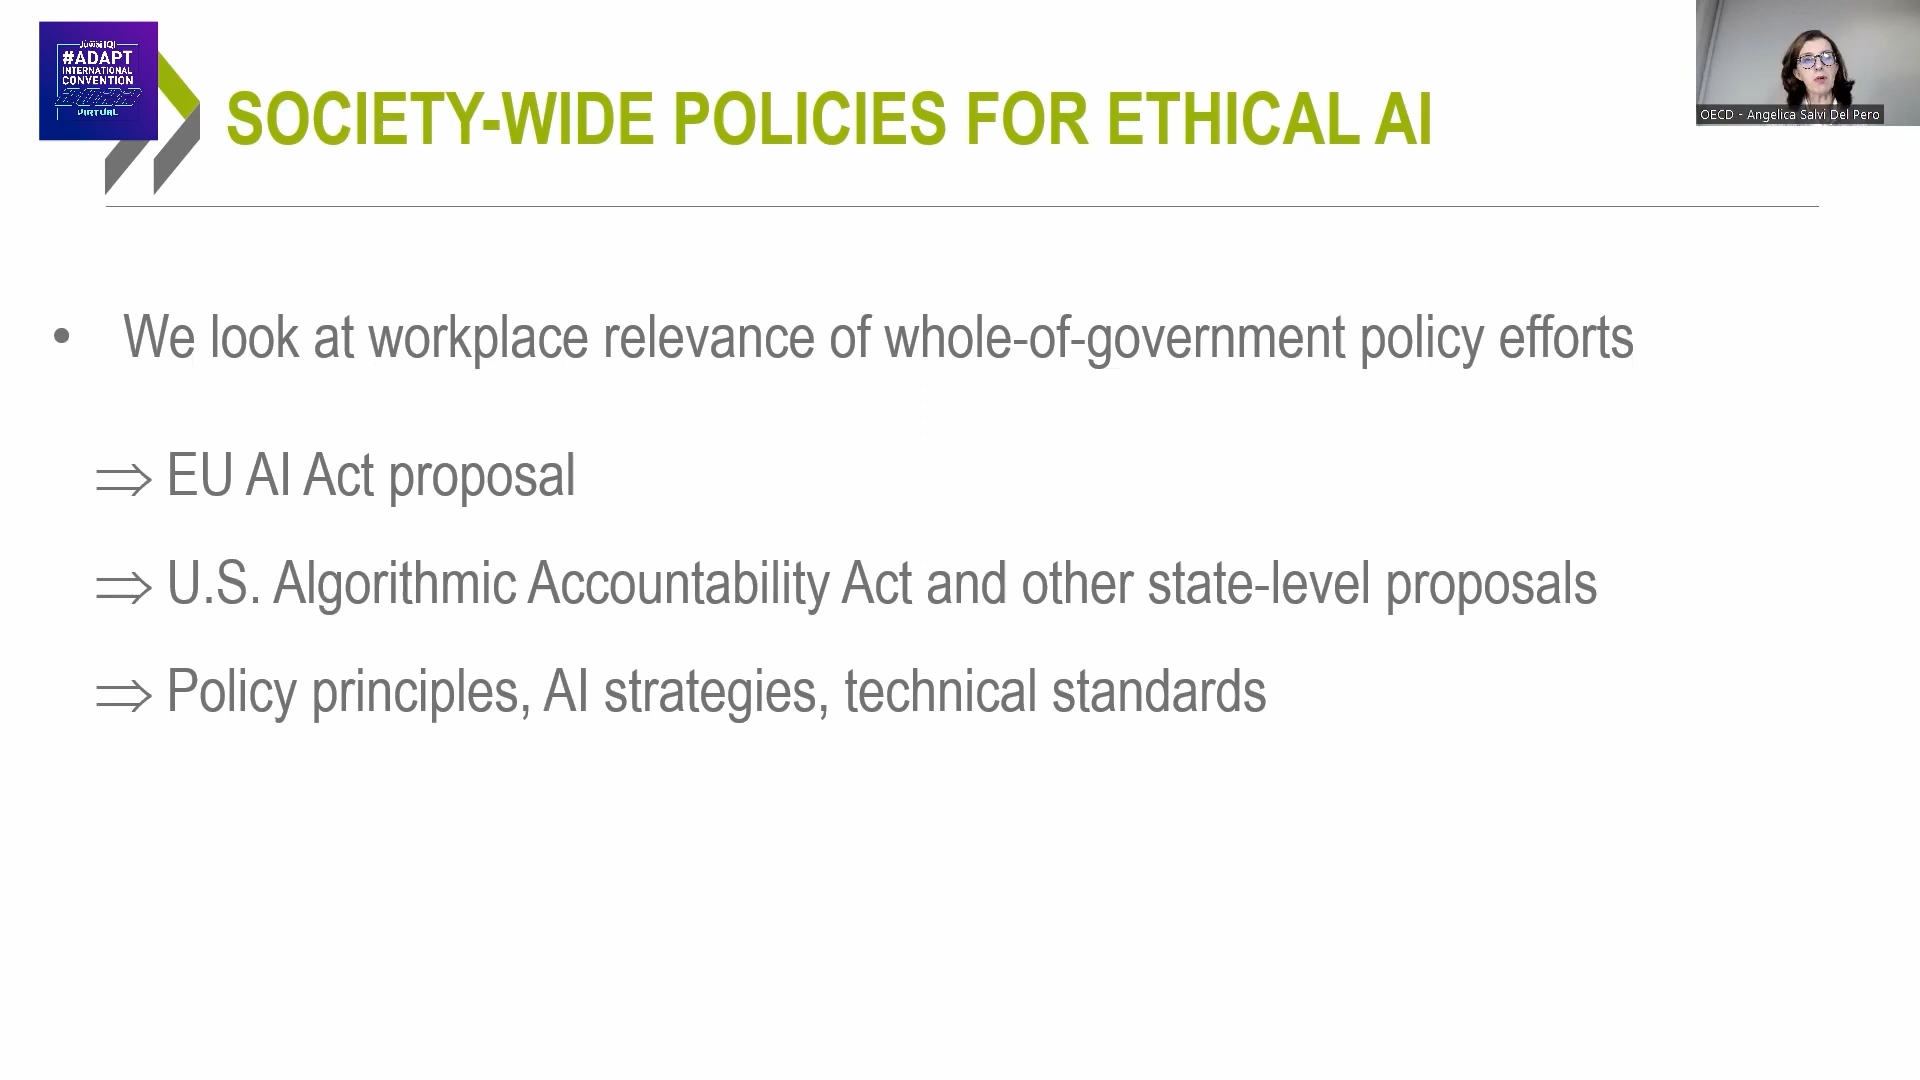 Juwai IQI
#ADAPT
INTERNATIONAL
CONVENTION
VIRTUAL
SOCIETY-WIDE POLICIES FOR ETHICAL AI
OECD - Angelica Salvi Del Pero
• We look at workplace relevance of whole-of-government policy efforts
⇒ EU AI Act proposal
⇒ U.S. Algorithmic Accountability Act and other state-level proposals
⇒ Policy principles, AI strategies, technical standards